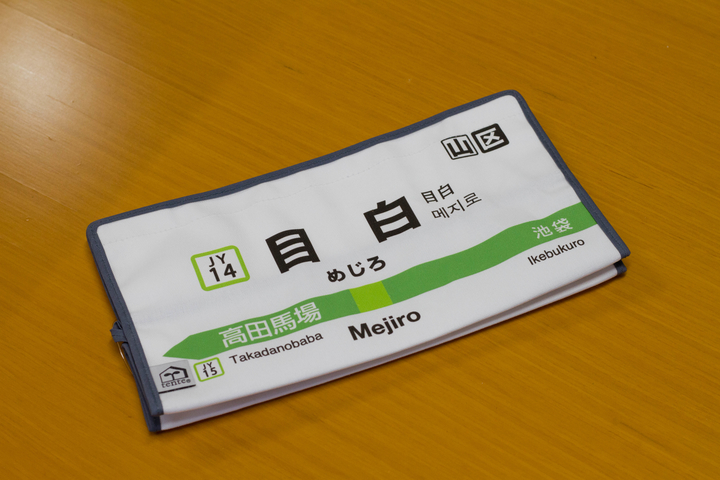 山 区
JY
14
目白
目白
메지로
めじろ
池袋
Ikebukuro
高田馬場
Mejiro
Takadanobaba
JY
15